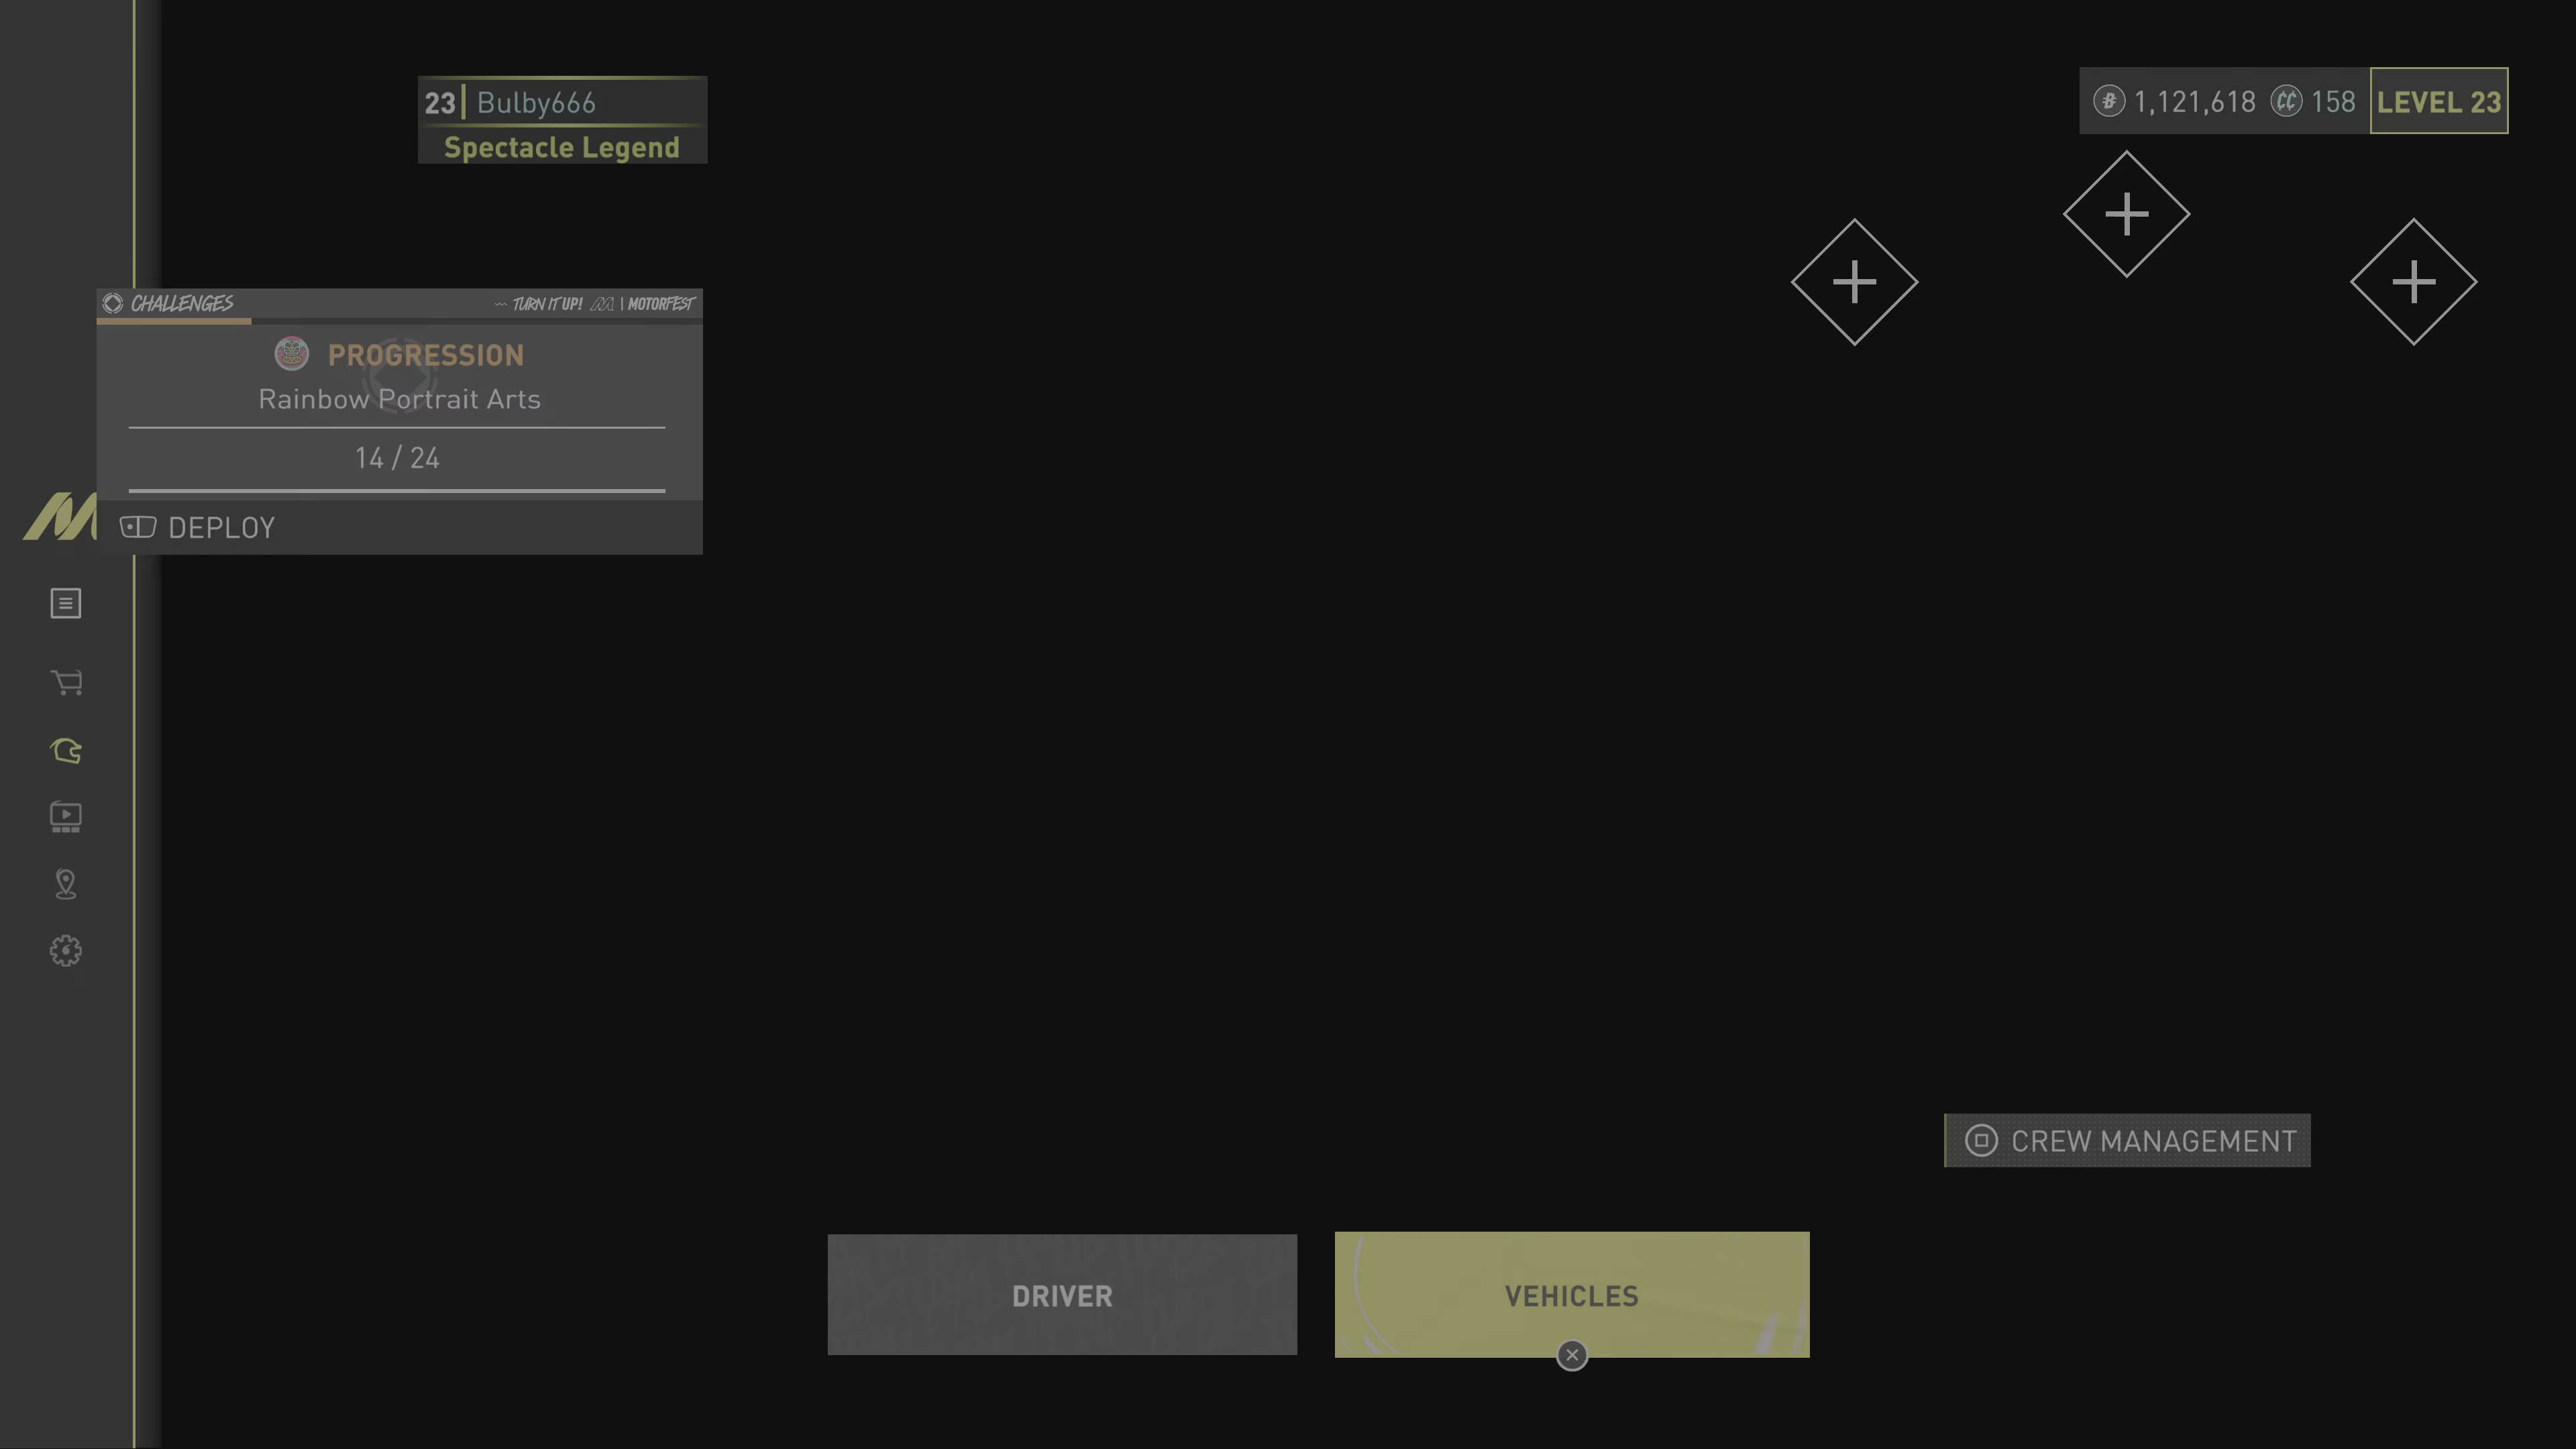 23 Bulby666
Spectacle Legend
1,121,618 CC 158 LEVEL 23
CHALLENGES TURN IT UP! M | MOTORFEST
PROGRESSION
Rainbow Portrait Arts
14 / 24
DEPLOY
CREW MANAGEMENT
DRIVER
VEHICLES